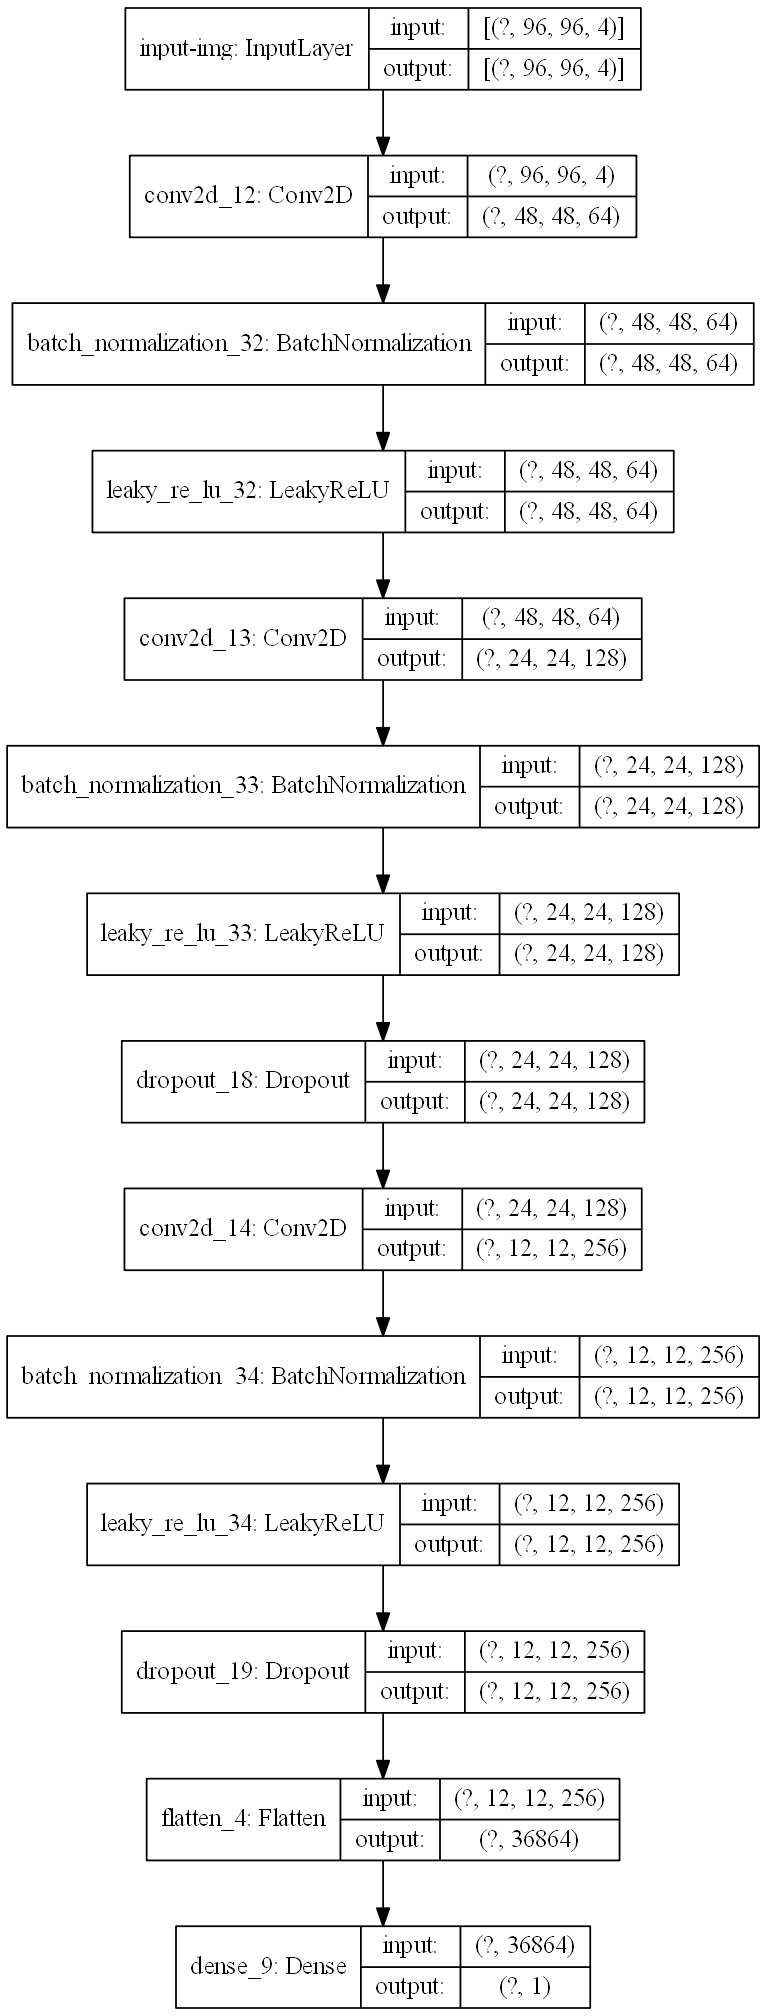 input-img: InputLayer
input: [(?, 96, 96, 4)]
output: [(?, 96, 96, 4)]
conv2d_12: Conv2D
input: (?, 96, 96, 4)
output: (?, 48, 48, 64)
batch_normalization_32: BatchNormalization
input: (?, 48, 48, 64)
output: (?, 48, 48, 64)
leaky_re_lu_32: LeakyReLU
input: (?, 48, 48, 64)
output: (?, 48, 48, 64)
conv2d_13: Conv2D
input: (?, 48, 48, 64)
output: (?, 24, 24, 128)
batch_normalization_33: BatchNormalization
input: (?, 24, 24, 128)
output: (?, 24, 24, 128)
leaky_re_lu_33: LeakyReLU
input: (?, 24, 24, 128)
output: (?, 24, 24, 128)
dropout_18: Dropout
input: (?, 24, 24, 128)
output: (?, 24, 24, 128)
conv2d_14: Conv2D
input: (?, 24, 24, 128)
output: (?, 12, 12, 256)
batch_normalization_34: BatchNormalization
input: (?, 12, 12, 256)
output: (?, 12, 12, 256)
leaky_re_lu_34: LeakyReLU
input: (?, 12, 12, 256)
output: (?, 12, 12, 256)
dropout_19: Dropout
input: (?, 12, 12, 256)
output: (?, 12, 12, 256)
flatten_4: Flatten
input: (?, 12, 12, 256)
output: (?, 36864)
dense_9: Dense
input: (?, 36864)
output: (?, 1)